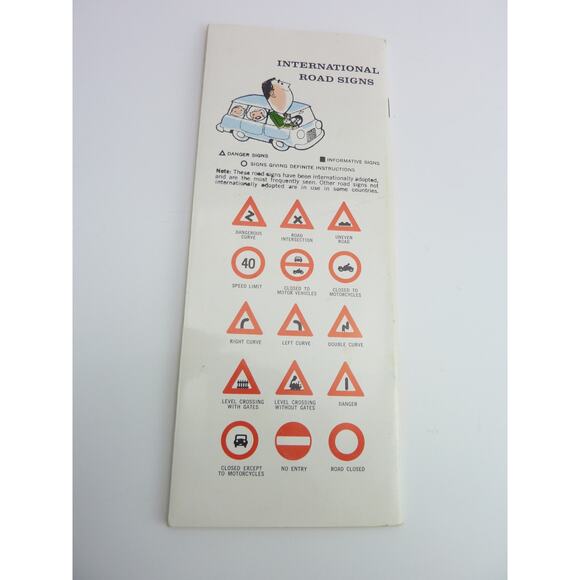 INTERNATIONAL
ROAD SIGNS
DANGER SIGNS
INFORMATIVE SIGNS
SIGNS GIVING DEFINITE INSTRUCTIONS
Note: These road signs have been internationally adopted,
and are the most frequently seen. Other road signs not
internationally adopted are in use in some countries.
DANGEROUS
CURVE
ROAD
INTERSECTION
UNEVEN
ROAD
40
SPEED LIMIT
CLOSED TO
MOTOR VEHICLES
CLOSED TO
MOTORCYCLES
RIGHT CURVE
LEFT CURVE
DOUBLE CURVE
LEVEL CROSSING
WITH GATES
LEVEL CROSSING
WITHOUT GATES
DANGER
CLOSED EXCEPT
TO MOTORCYCLES
NO ENTRY
ROAD CLOSED